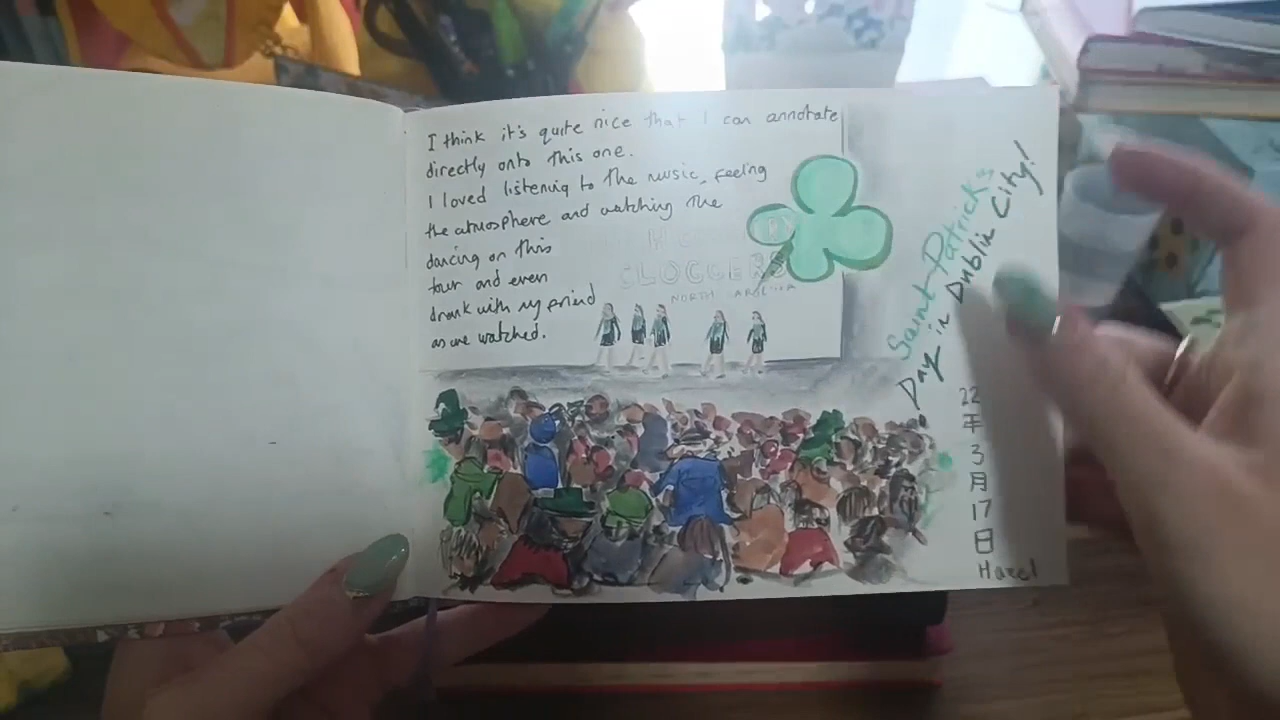 I think it's quite nice that I can annotate
directly onto this one.
I loved listening to the music, feeling
the atmosphere and watching the
dancing on this
tour and even
drank with my friend
as we watched.
CLOGGERS
NORTH CAROLINA
Saint Patrick's
Day in Dublin City!
22
年
3
月
17
日
Hazel